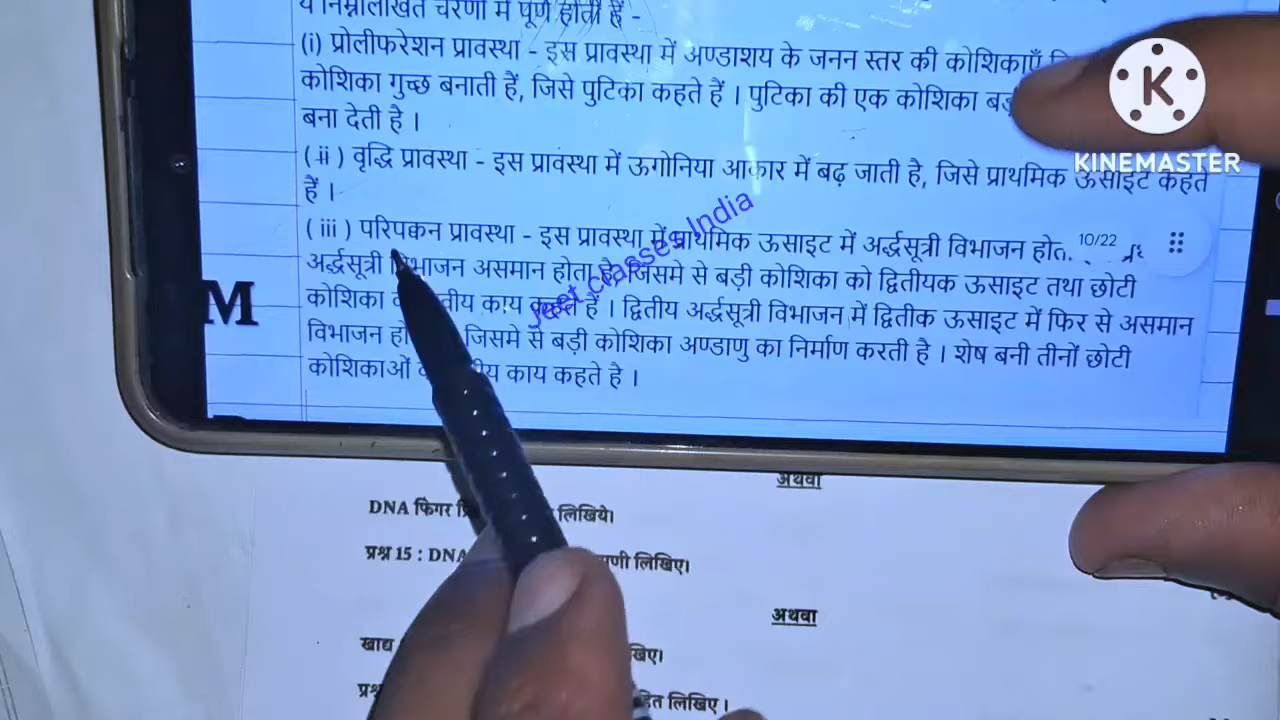 ये निम्नलिखित चरणों में पूर्ण होती हैं -
(i) प्रोलीफरेशन प्रावस्था - इस प्रावस्था में अण्डाशय के जनन स्तर की कोशिकाएँ
कोशिका गुच्छ बनाती हैं, जिसे पुटिका कहते हैं । पुटिका की एक कोशिका
बना देती है ।
( ii ) वृद्धि प्रावस्था - इस प्रावस्था में ऊगोनिया आकार में बढ़ जाती है, जिसे प्राथमिक ऊसाइट कहते
हैं ।
( iii ) परिपक्वन प्रावस्था - इस प्रावस्था में प्राथमिक ऊसाइट में अर्द्धसूत्री विभाजन
अर्द्धसूत्री विभाजन असमान होता है, जिसमे से बड़ी कोशिका को द्वितीयक ऊसाइट तथा छोटी
कोशिका काय कहते हैं । द्वितीय अर्द्धसूत्री विभाजन में द्वितीक ऊसाइट में फिर से असमान
विभाजन जिसमे से बड़ी कोशिका अण्डाणु का निर्माण करती है । शेष बनी तीनों छोटी
कोशिकाओं काय कहते है ।
KINEMASTER
K
10/22
Jeet classes India
M
अथवा
DNA फिंगर लिखिये।
प्रश्न 15 : DNA लिखिए।
अथवा
खाद्य
लिखिए ।